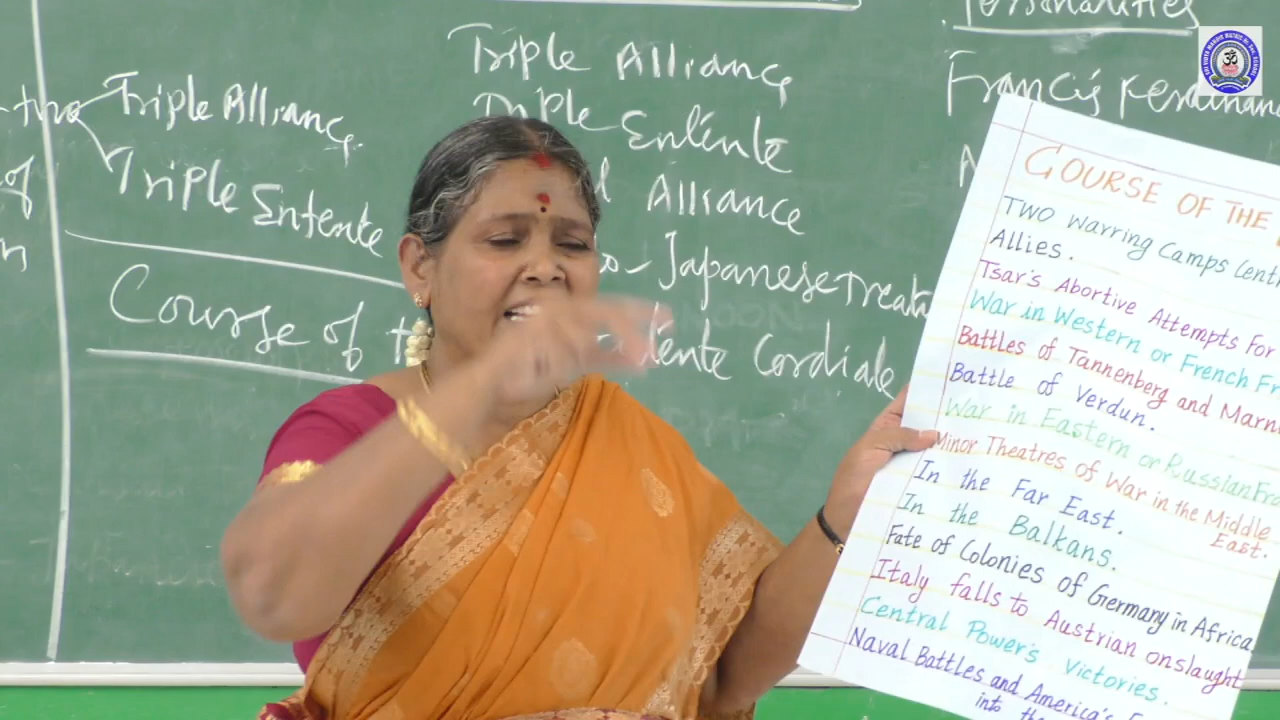 Triple Alliance
Triple Entente
Course of
Triple Alliance
Triple Entente
Alliance
Japanese Treat
Cordiale
Personalities
Francis Ferdinand
COURSE OF THE
TWO Warring Camps Cent
Allies.
Tsar's Abortive Attempts For
War in Western or French Fr
Battles of Tannenberg and Marn
Battle of Verdun.
War in Eastern or Russian Fro
Minor Theatres of War in the Middle
East.
In the Far East.
In the Balkans.
Fate of Colonies of Germany in Africa
Italy falls to Austrian onslaught
Central Power's Victories.
Naval Battles and America's E
into the